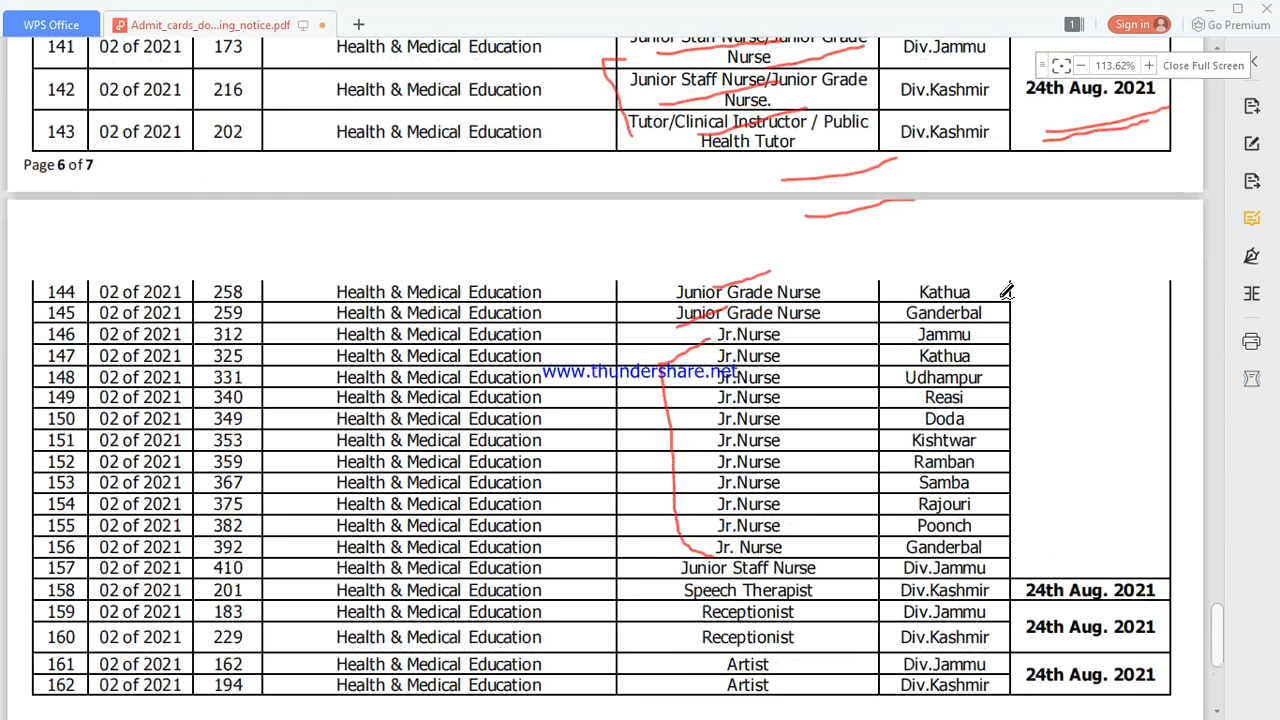 WPS Office
Admit_cards_do...ing_notice.pdf
1
Sign in
Go Premium
113.62%
Close Full Screen
141 02 of 2021 173 Health & Medical Education Junior Staff Nurse/Junior Grade Nurse Div.Jammu
142 02 of 2021 216 Health & Medical Education Junior Staff Nurse/Junior Grade Nurse. Div.Kashmir 24th Aug. 2021
143 02 of 2021 202 Health & Medical Education Tutor/Clinical Instructor / Public Health Tutor Div.Kashmir
Page 6 of 7
144 02 of 2021 258 Health & Medical Education Junior Grade Nurse Kathua
145 02 of 2021 259 Health & Medical Education Junior Grade Nurse Ganderbal
146 02 of 2021 312 Health & Medical Education Jr.Nurse Jammu
147 02 of 2021 325 Health & Medical Education Jr.Nurse Kathua
www.thundershare.net
148 02 of 2021 331 Health & Medical Education Jr.Nurse Udhampur
149 02 of 2021 340 Health & Medical Education Jr.Nurse Reasi
150 02 of 2021 349 Health & Medical Education Jr.Nurse Doda
151 02 of 2021 353 Health & Medical Education Jr.Nurse Kishtwar
152 02 of 2021 359 Health & Medical Education Jr.Nurse Ramban
153 02 of 2021 367 Health & Medical Education Jr.Nurse Samba
154 02 of 2021 375 Health & Medical Education Jr.Nurse Rajouri
155 02 of 2021 382 Health & Medical Education Jr.Nurse Poonch
156 02 of 2021 392 Health & Medical Education Jr. Nurse Ganderbal
157 02 of 2021 410 Health & Medical Education Junior Staff Nurse Div.Jammu
158 02 of 2021 201 Health & Medical Education Speech Therapist Div.Kashmir 24th Aug. 2021
159 02 of 2021 183 Health & Medical Education Receptionist Div.Jammu 24th Aug. 2021
160 02 of 2021 229 Health & Medical Education Receptionist Div.Kashmir
161 02 of 2021 162 Health & Medical Education Artist Div.Jammu 24th Aug. 2021
162 02 of 2021 194 Health & Medical Education Artist Div.Kashmir